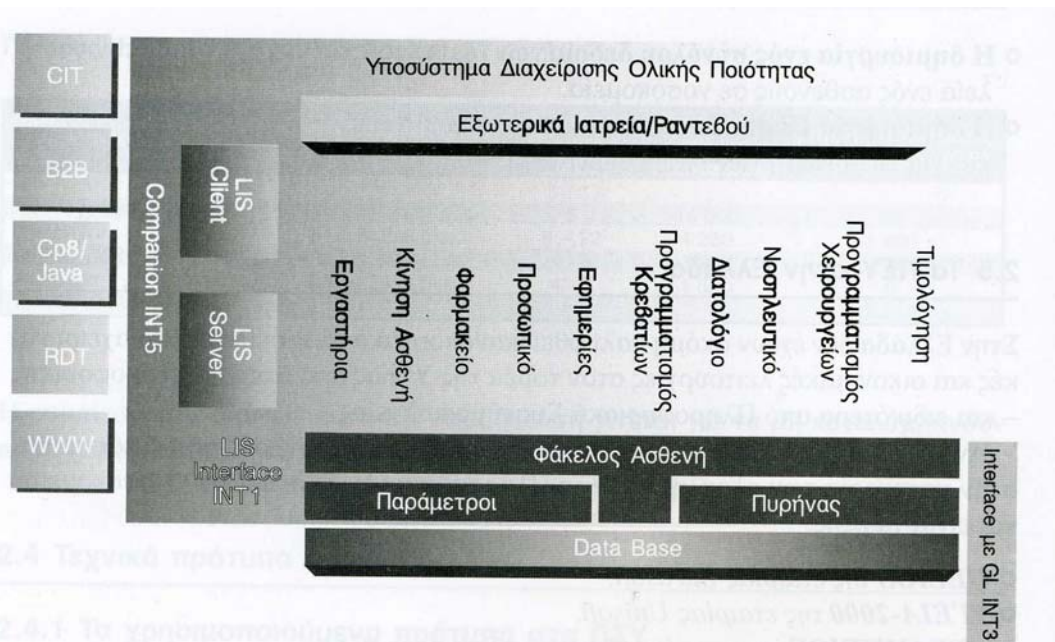 CIT
B2B
Cp8/
Java
RDT
WWW
Companion INT5
LIS
Client
LIS
Server
LIS
Interface
INT1
Υποσύστημα Διαχείρισης Ολικής Ποιότητας
Εξωτερικά Ιατρεία/Ραντεβού
Εργαστήρια
Κίνηση Ασθενή
Φαρμακείο
Προσωπικό
Εφημερίες
Προγραμματισμός
Κρεβατιών
Διατολόγιο
Νοσηλευτικό
Προγραμματισμός
Χειρουργείων
Τιμολόγηση
Φάκελος Ασθενή
Παράμετροι
Πυρήνας
Data Base
Interface με GL INT3